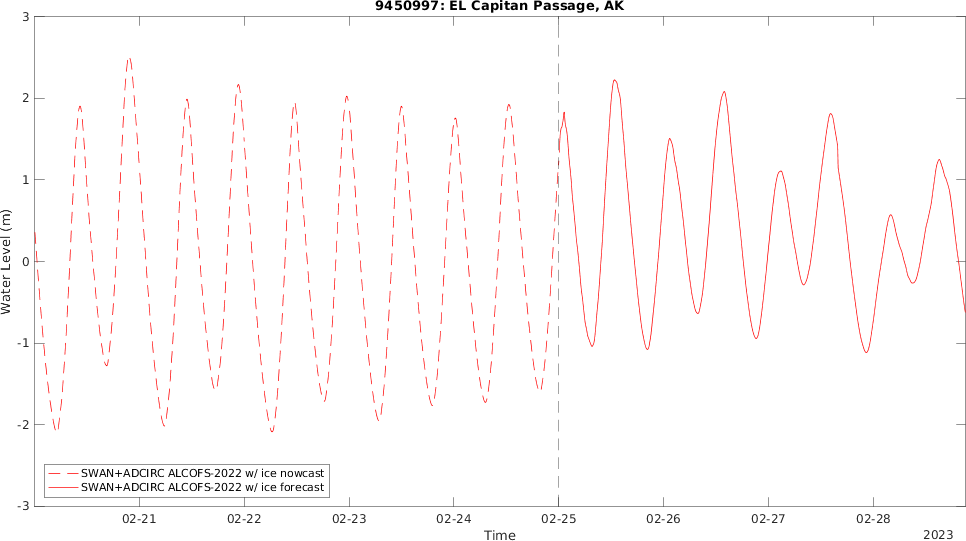 9450997: EL Capitan Passage, AK
3
2
1
0
-1
-2
-3
Water Level (m)
SWAN+ADCIRC ALCOFS-2022 w/ ice nowcast
SWAN+ADCIRC ALCOFS-2022 w/ ice forecast
02-21 02-22 02-23 02-24 02-25 02-26 02-27 02-28
2023
Time